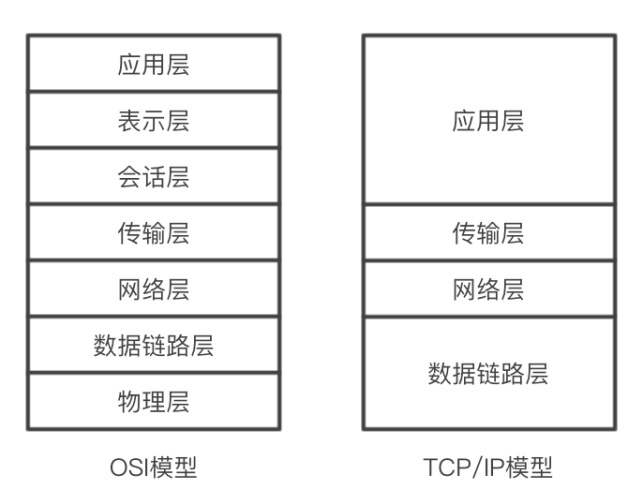 应用层
表示层
会话层
传输层
网络层
数据链路层
物理层
OSI模型
应用层
传输层
网络层
数据链路层
TCP/IP模型